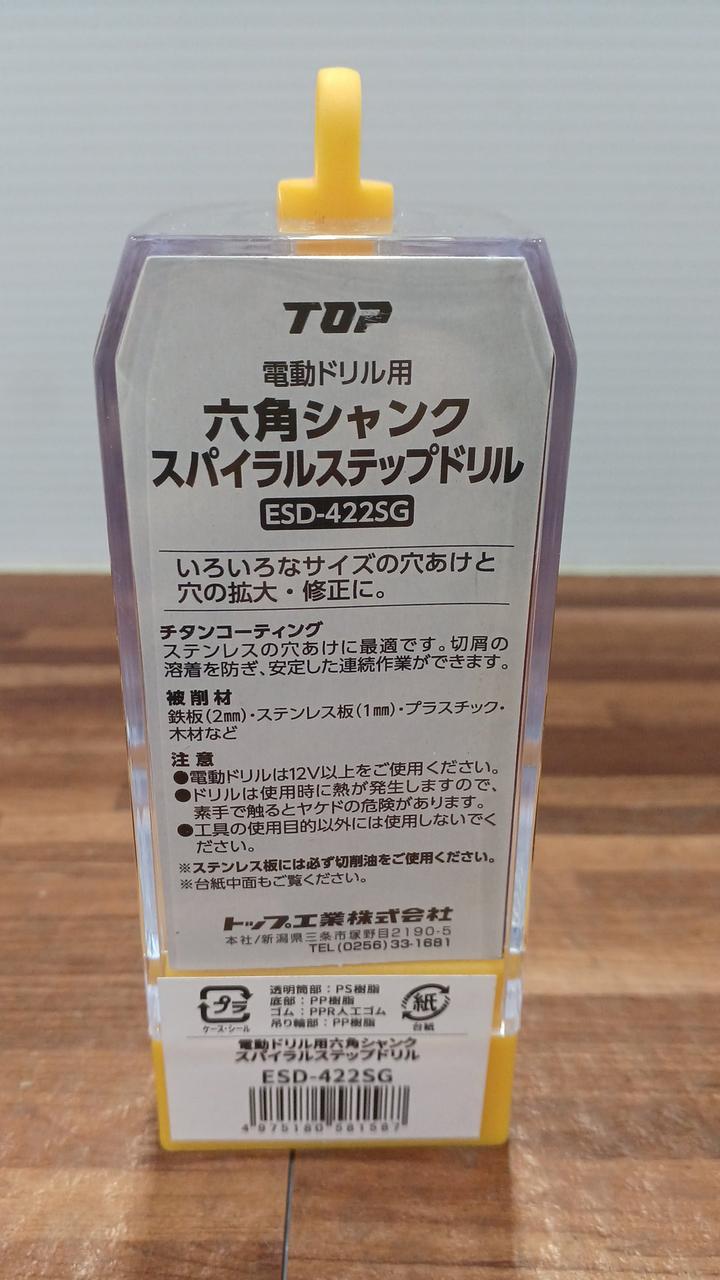 TOP
電動ドリル用
六角シャンク
スパイラルステップドリル
ESD-422SG
いろいろなサイズの穴あけと
穴の拡大・修正に。
チタンコーティング
ステンレスの穴あけに最適です。切屑の
溶着を防ぎ、安定した連続作業ができます。
被削材
鉄板(2㎜)・ステンレス板(1㎜)・プラスチック・
木材など
注意
●電動ドリルは12V以上をご使用ください。
●ドリルは使用時に熱が発生しますので、
素手で触るとヤケドの危険があります。
●工具の使用目的以外には使用しないでく
ださい。
※ステンレス板には必ず切削油をご使用ください。
※台紙中面もご覧ください。
トップ工業株式会社
本社/新潟県三条市塚野目2190-5
TEL(0256)33-1681
プラ
ケース・シール
透明筒部：PS樹脂
底部：PP樹脂
ゴム：PPR人工ゴム
吊り輪部：PP樹脂
紙
台紙
電動ドリル用六角シャンク
スパイラルステップドリル
ESD-422SG
4 975180 581587